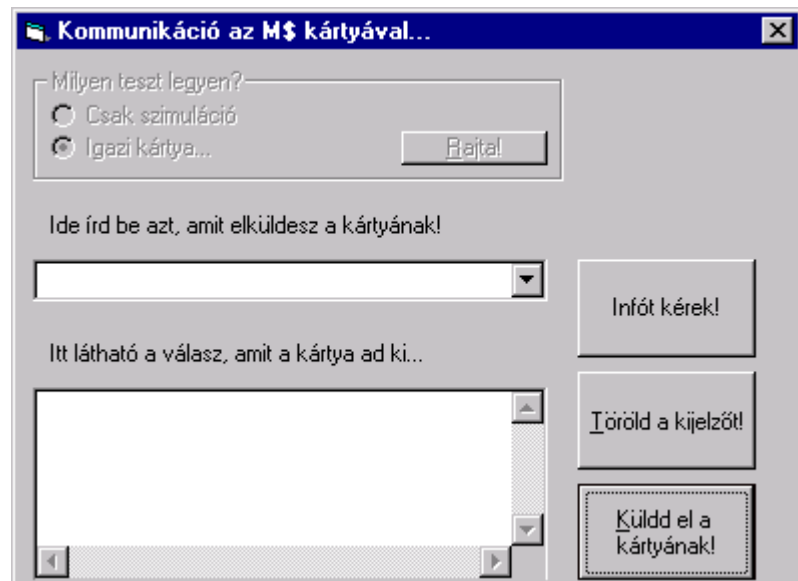 Kommunikáció az M$ kártyával...
Milyen teszt legyen?
Csak szimuláció
Igazi kártya...
Rajta!
Ide írd be azt, amit elküldesz a kártyának!
Infót kérek!
Itt látható a válasz, amit a kártya ad ki...
Töröld a kijelzőt!
Küldd el a
kártyának!